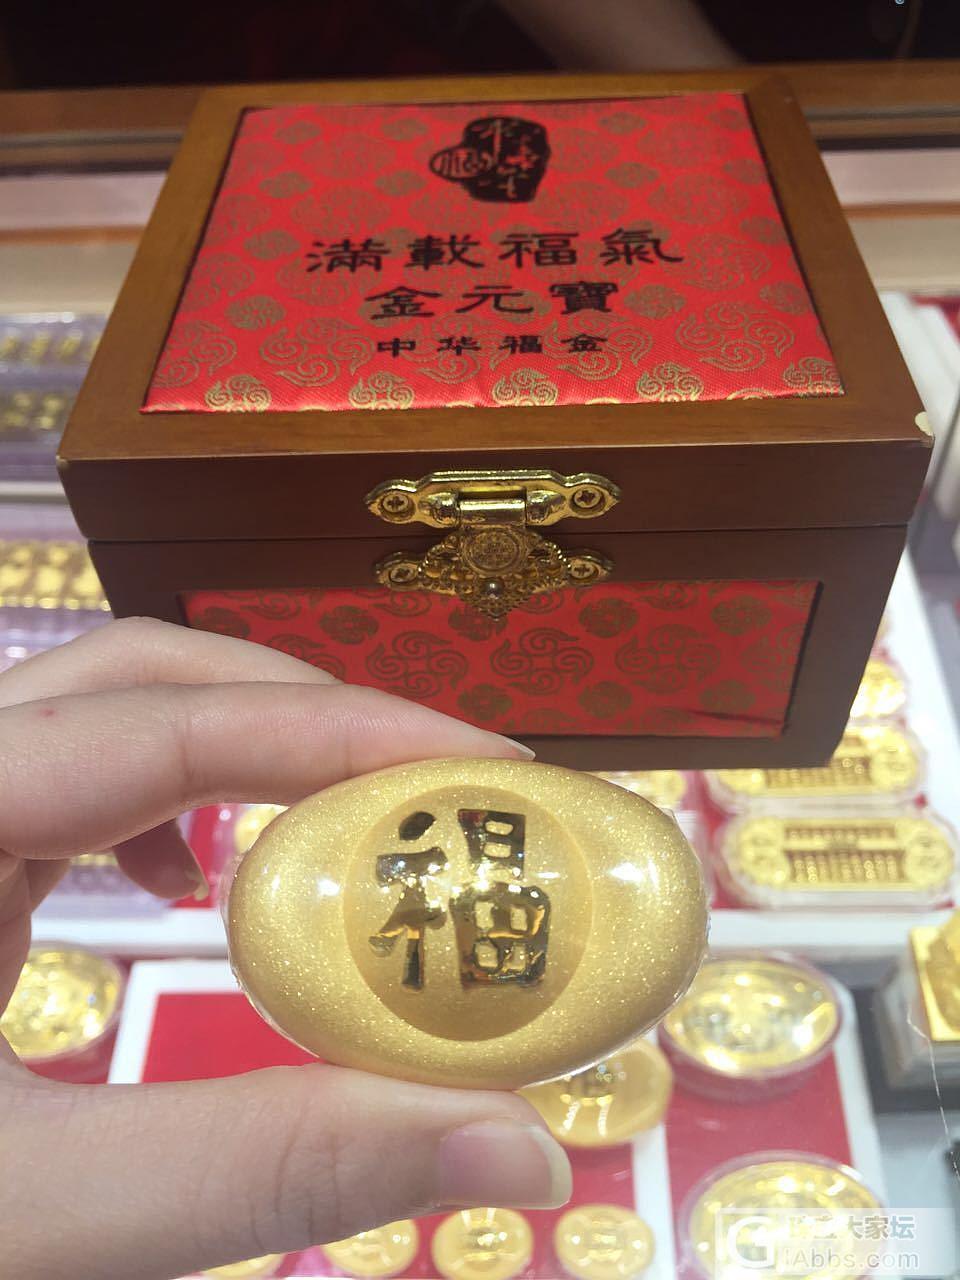 福
滿載福氣
金元寶
中华福金
福
珠宝大家坛
iAbbs.com